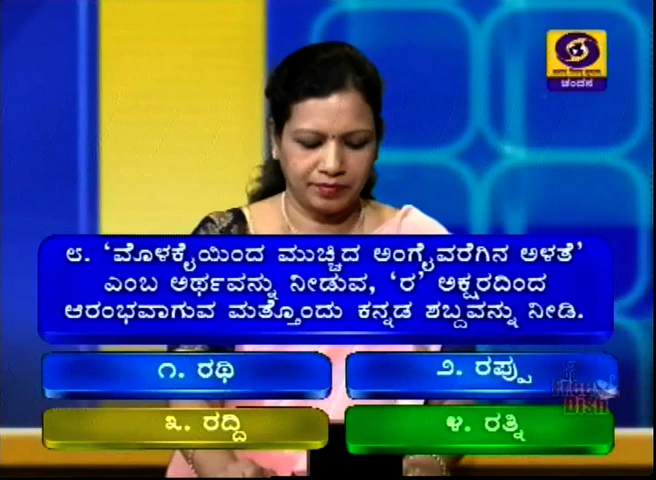 ಚಂದನ
೮. 'ಮೊಳಕೈಯಿಂದ ಮುಚ್ಚಿದ ಅಂಗೈವರೆಗಿನ ಅಳತೆ'
ಎಂಬ ಅರ್ಥವನ್ನು ನೀಡುವ, 'ರ' ಅಕ್ಷರದಿಂದ
ಆರಂಭವಾಗುವ ಮತ್ತೊಂದು ಕನ್ನಡ ಶಬ್ದವನ್ನು ನೀಡಿ.
೧. ರಥಿ
೨. ರಪ್ಪು
೩. ರದ್ದಿ
೪. ರತ್ನಿ